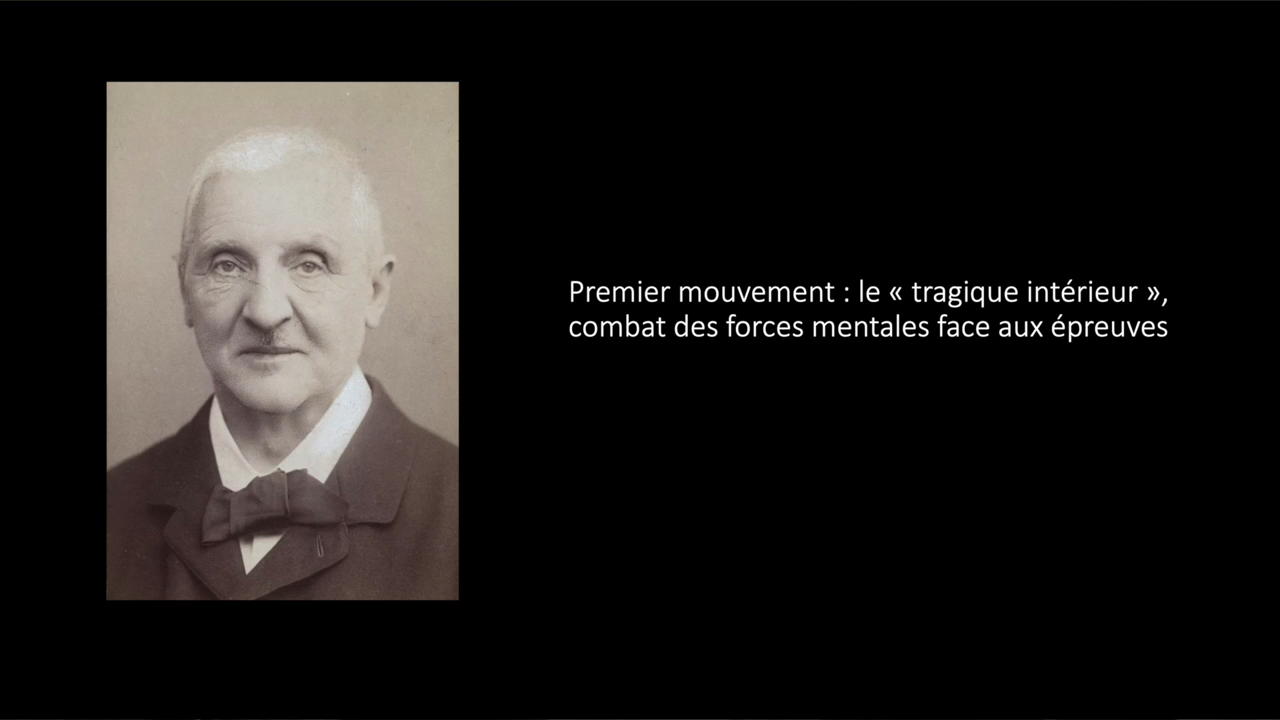 Premier mouvement : le « tragique intérieur »,
combat des forces mentales face aux épreuves